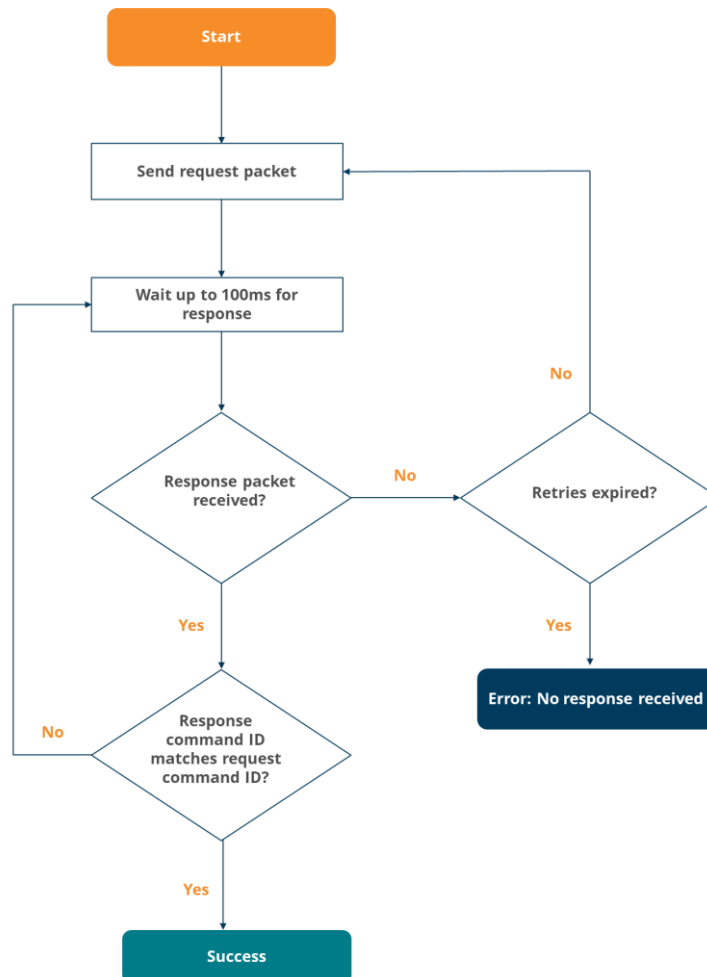 Start
Send request packet
Wait up to 100ms for
response
No
Response packet
received?
No
Retries expired?
Yes
Yes
Error: No response received
No
Response
command ID
matches request
command ID?
Yes
Success